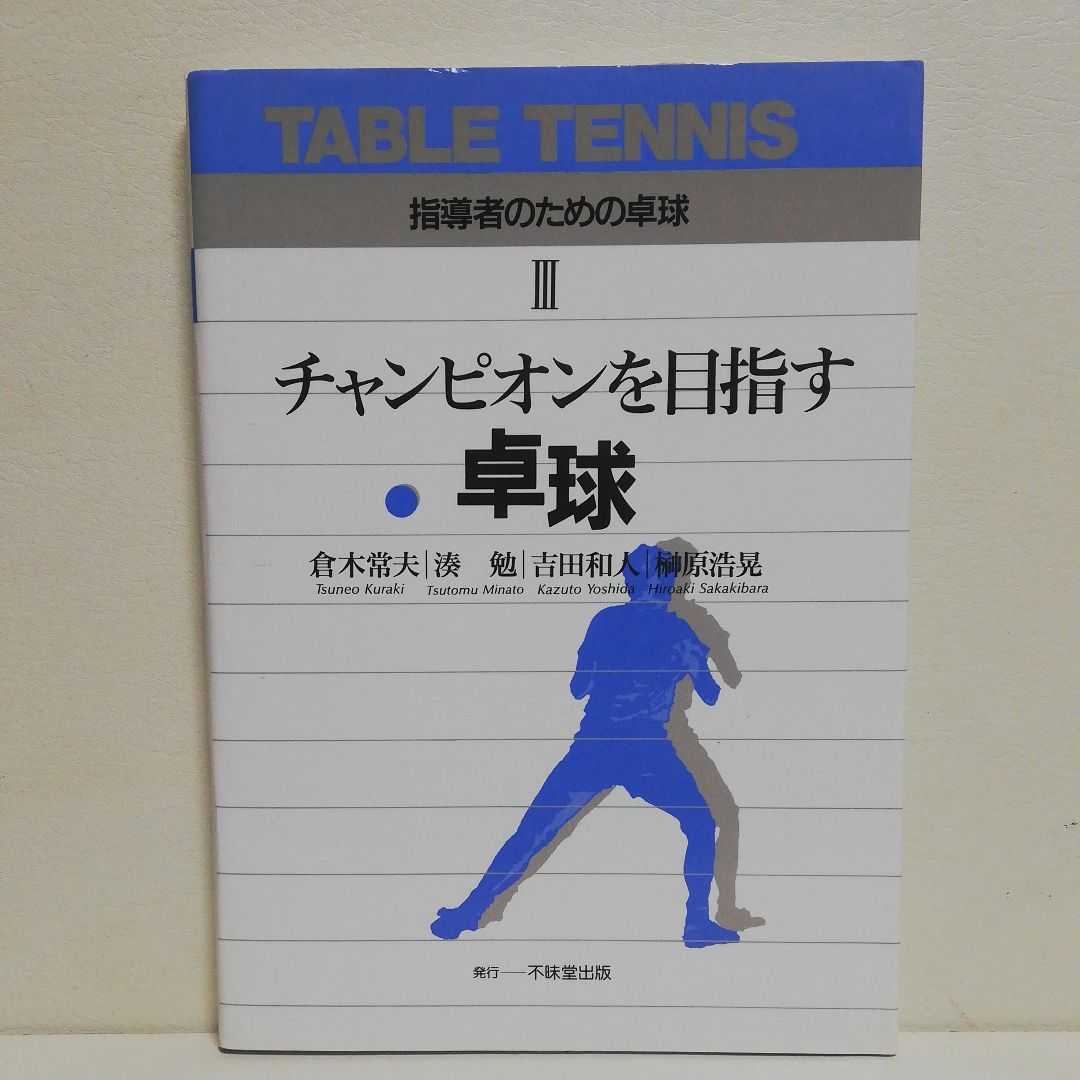 TABLE TENNIS
指導者のための卓球
III
チャンピオンを目指す
卓球
倉木常夫|湊 勉|吉田和人|榊原浩晃
Tsuneo Kuraki Tsutomu Minato Kazuto Yoshida Hiroaki Sakakibara
発行──不昧堂出版